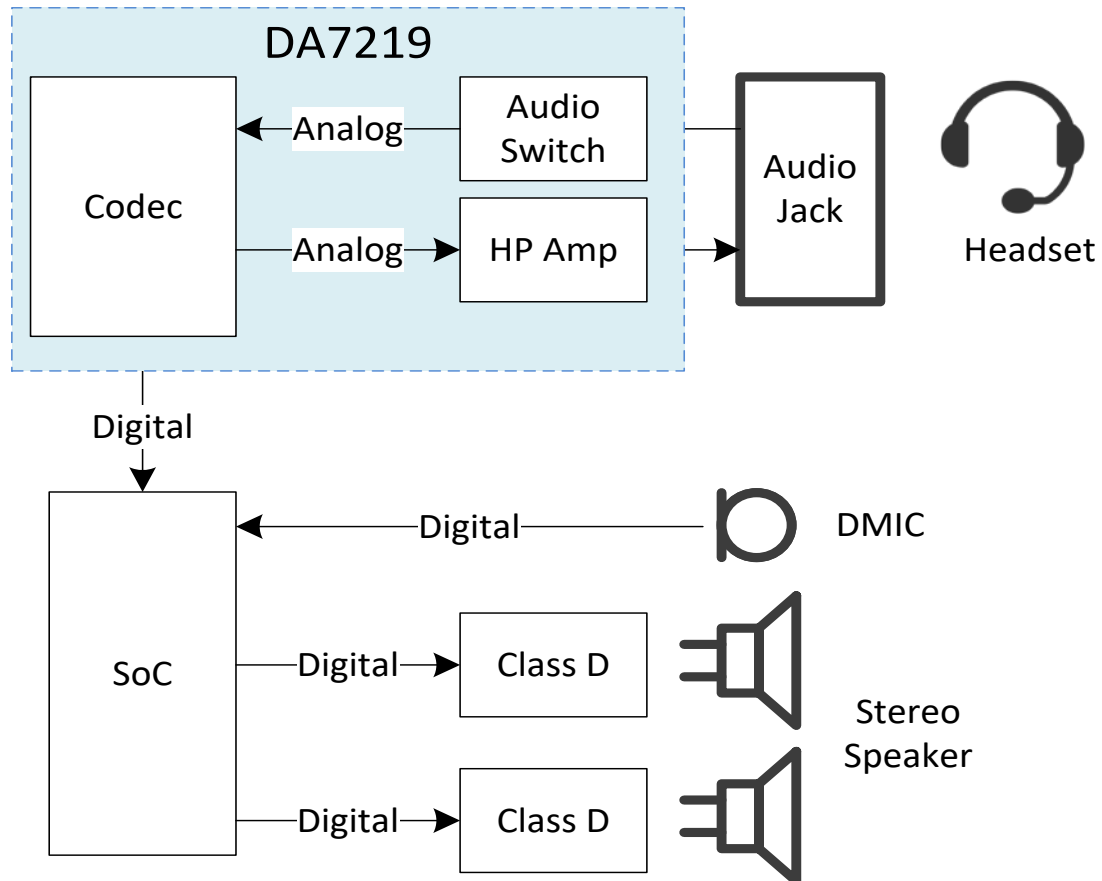 DA7219
Codec
Analog
Audio
Switch
Analog
HP Amp
Audio
Jack
Headset
Digital
SoC
Digital
DMIC
Digital
Class D
Stereo
Speaker
Digital
Class D